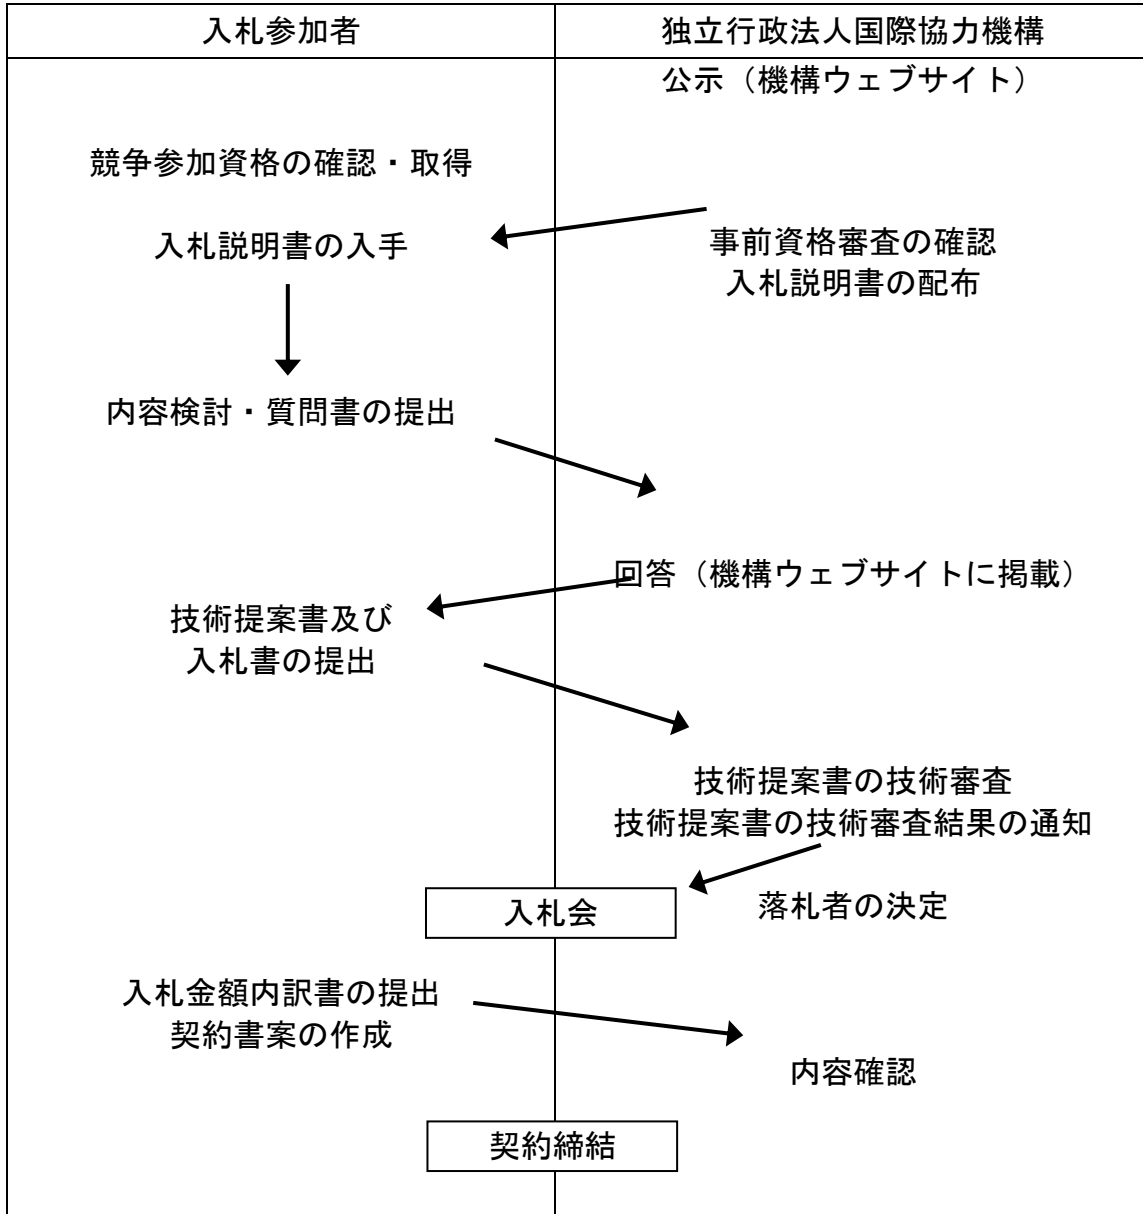 入札参加者
独立行政法人国際協力機構
公示（機構ウェブサイト）
競争参加資格の確認・取得
入札説明書の入手
事前資格審査の確認
入札説明書の配布
内容検討・質問書の提出
回答（機構ウェブサイトに掲載）
技術提案書及び
入札書の提出
技術提案書の技術審査
技術提案書の技術審査結果の通知
入札会
落札者の決定
入札金額内訳書の提出
契約書案の作成
内容確認
契約締結